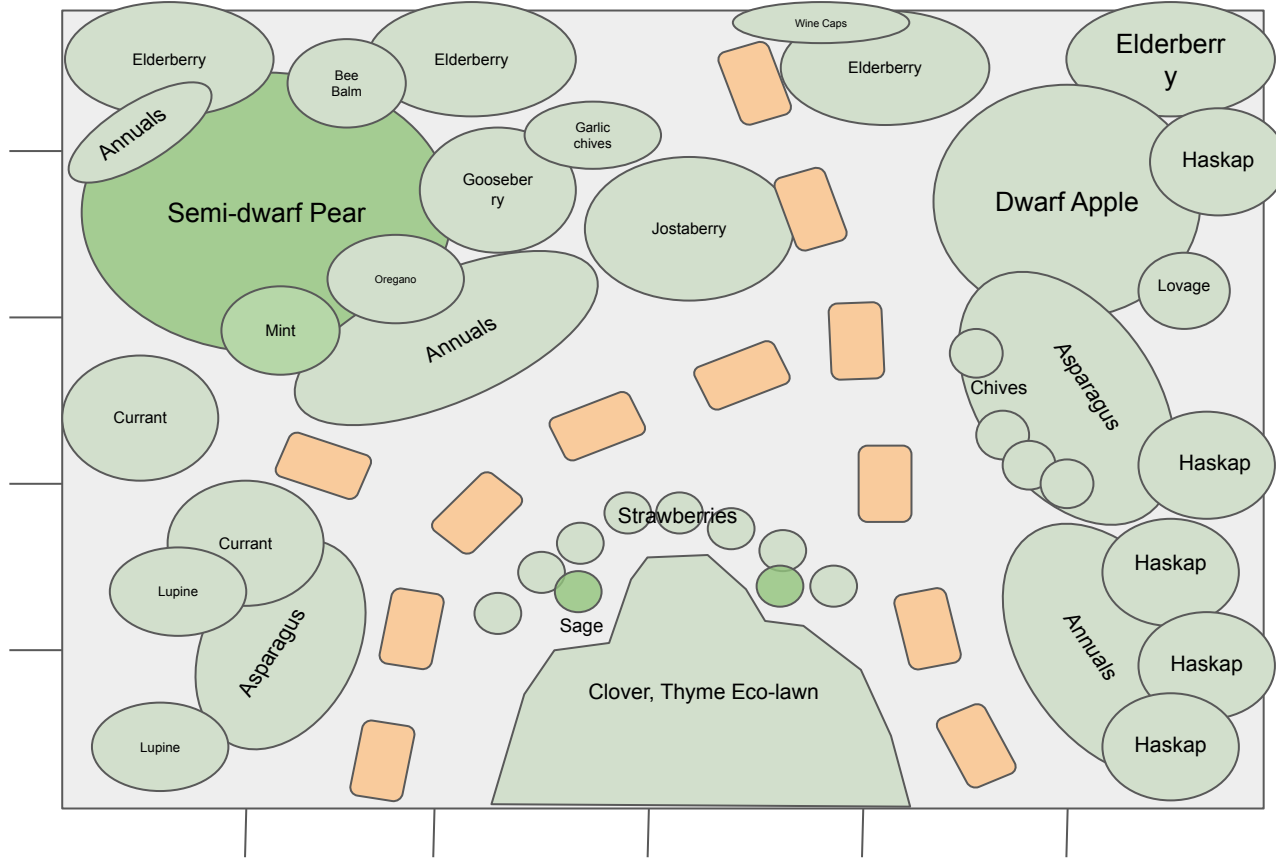 Wine Caps
Elderberry
Bee
Balm
Elderberry
Elderberry
Elderberr
y
Annuals
Garlic
chives
Haskap
Gooseber
ry
Semi-dwarf Pear
Jostaberry
Dwarf Apple
Oregano
Lovage
Mint
Annuals
Chives
Asparagus
Currant
Haskap
Strawberries
Currant
Haskap
Lupine
Sage
Asparagus
Annuals
Haskap
Clover, Thyme Eco-lawn
Lupine
Haskap